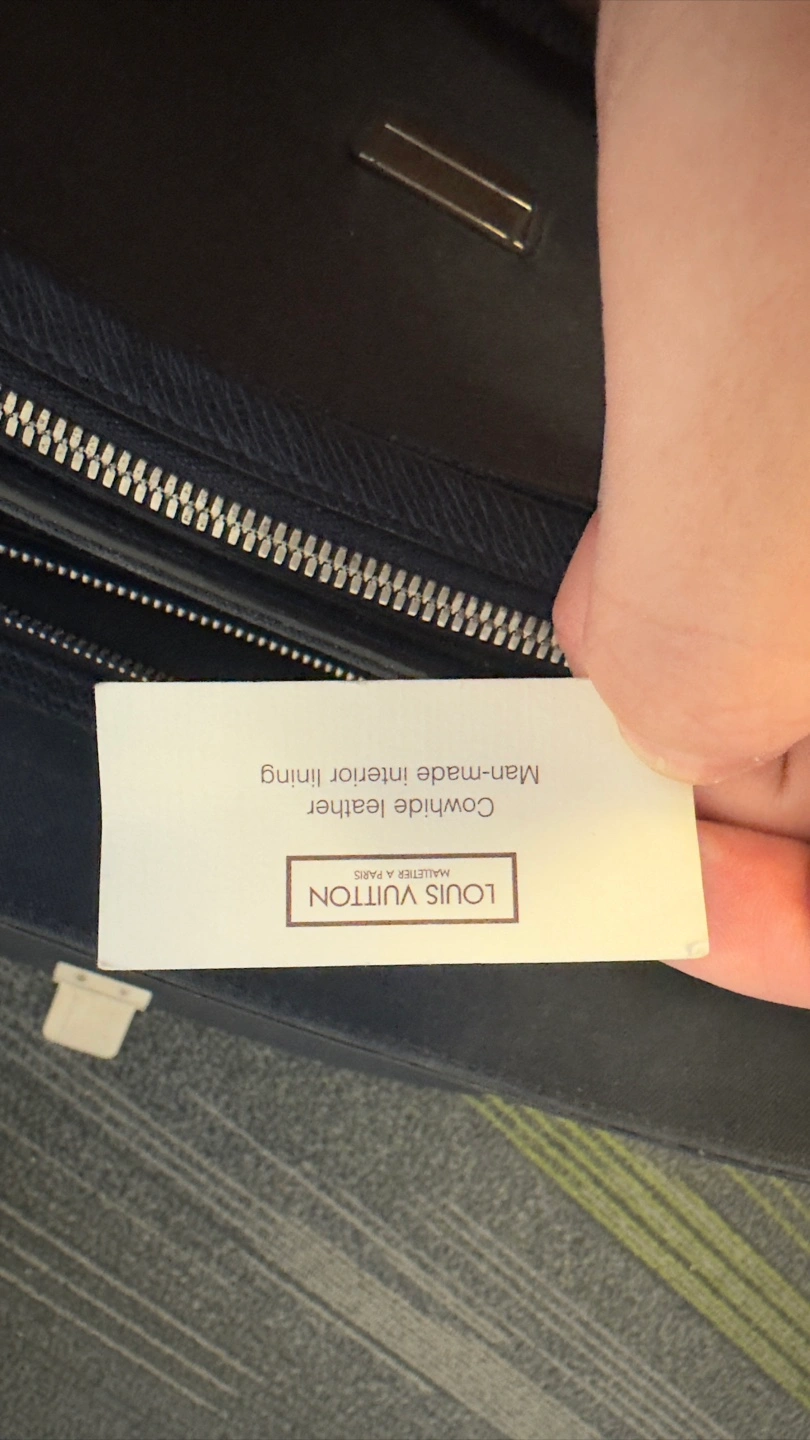 LOUIS VUITTON
MALLETIER A PARIS
Cowhide leather
Man-made interior lining